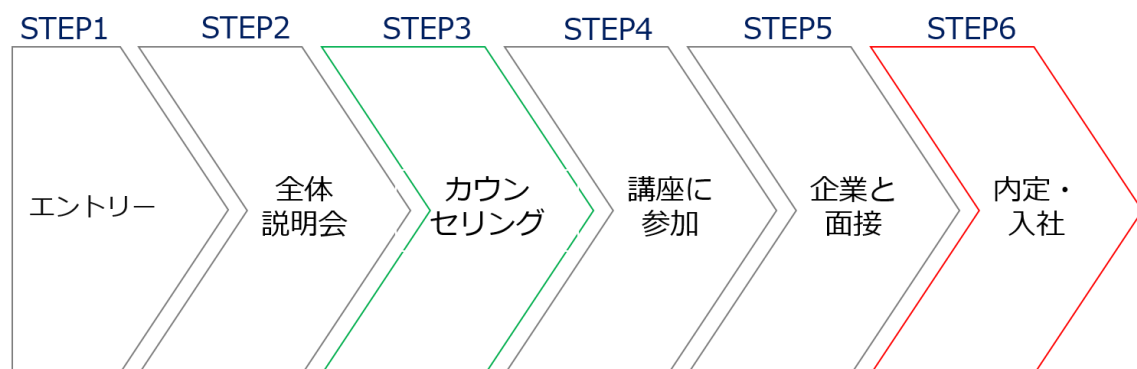 STEP1
エントリー
STEP2
全体
説明会
STEP3
カウン
セリング
STEP4
講座に
参加
STEP5
企業と
面接
STEP6
内定・
入社